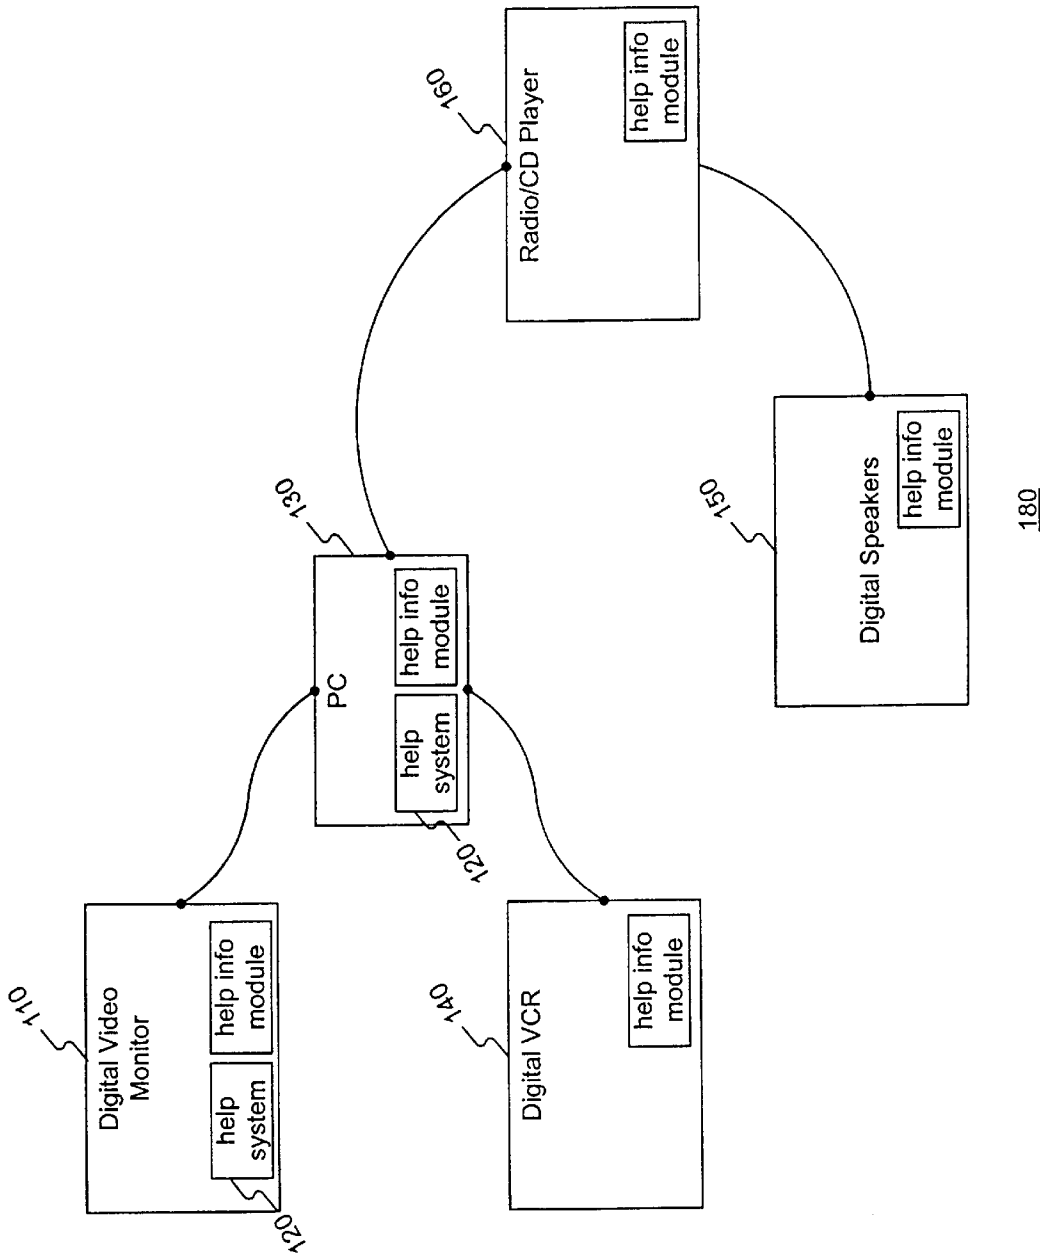 110
Digital Video
Monitor
help
system
help info
module
120
130
PC
help
system
help info
module
120
160
Radio/CD Player
help info
module
140
Digital VCR
help info
module
150
Digital Speakers
help info
module
180